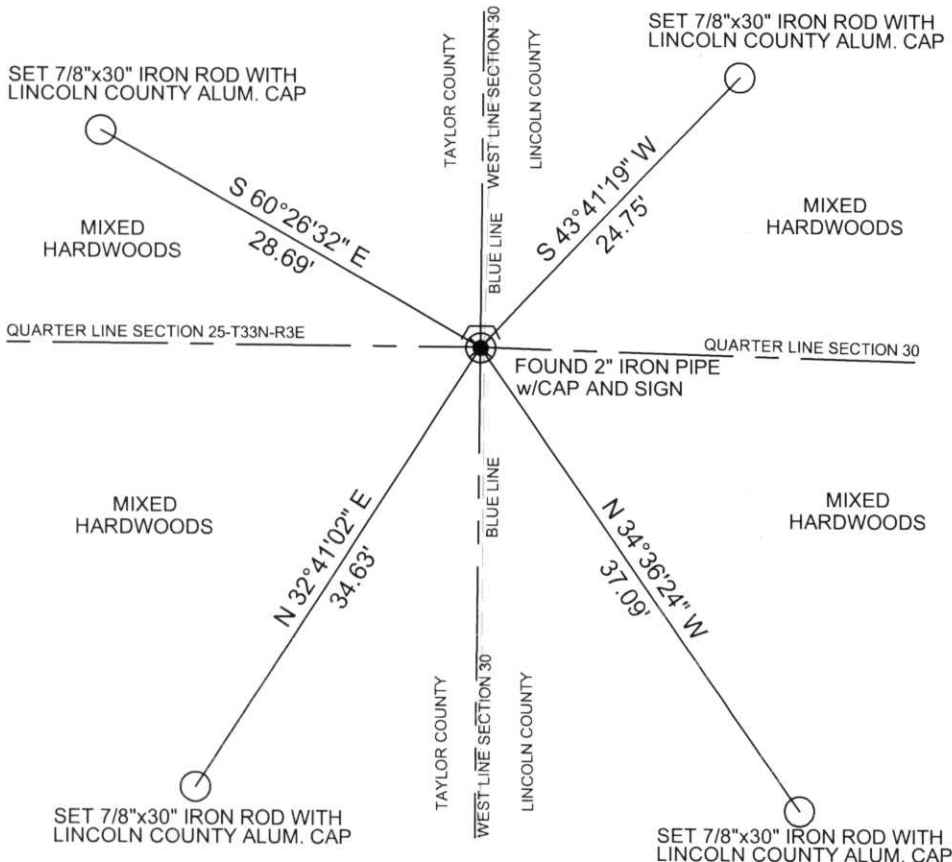 SET 7/8"x30" IRON ROD WITH
LINCOLN COUNTY ALUM. CAP
SET 7/8"x30" IRON ROD WITH
LINCOLN COUNTY ALUM. CAP
TAYLOR COUNTY
WEST LINE SECTION 30
LINCOLN COUNTY
S 60°26'32" E
28.69'
S 43°41'19" W
24.75'
MIXED
HARDWOODS
MIXED
HARDWOODS
BLUE LINE
QUARTER LINE SECTION 25-T33N-R3E
QUARTER LINE SECTION 30
FOUND 2" IRON PIPE
w/CAP AND SIGN
BLUE LINE
MIXED
HARDWOODS
MIXED
HARDWOODS
N 32°41'02" E
34.63'
N 34°36'24" W
37.09'
TAYLOR COUNTY
WEST LINE SECTION 30
LINCOLN COUNTY
SET 7/8"x30" IRON ROD WITH
LINCOLN COUNTY ALUM. CAP
SET 7/8"x30" IRON ROD WITH
LINCOLN COUNTY ALUM. CAP